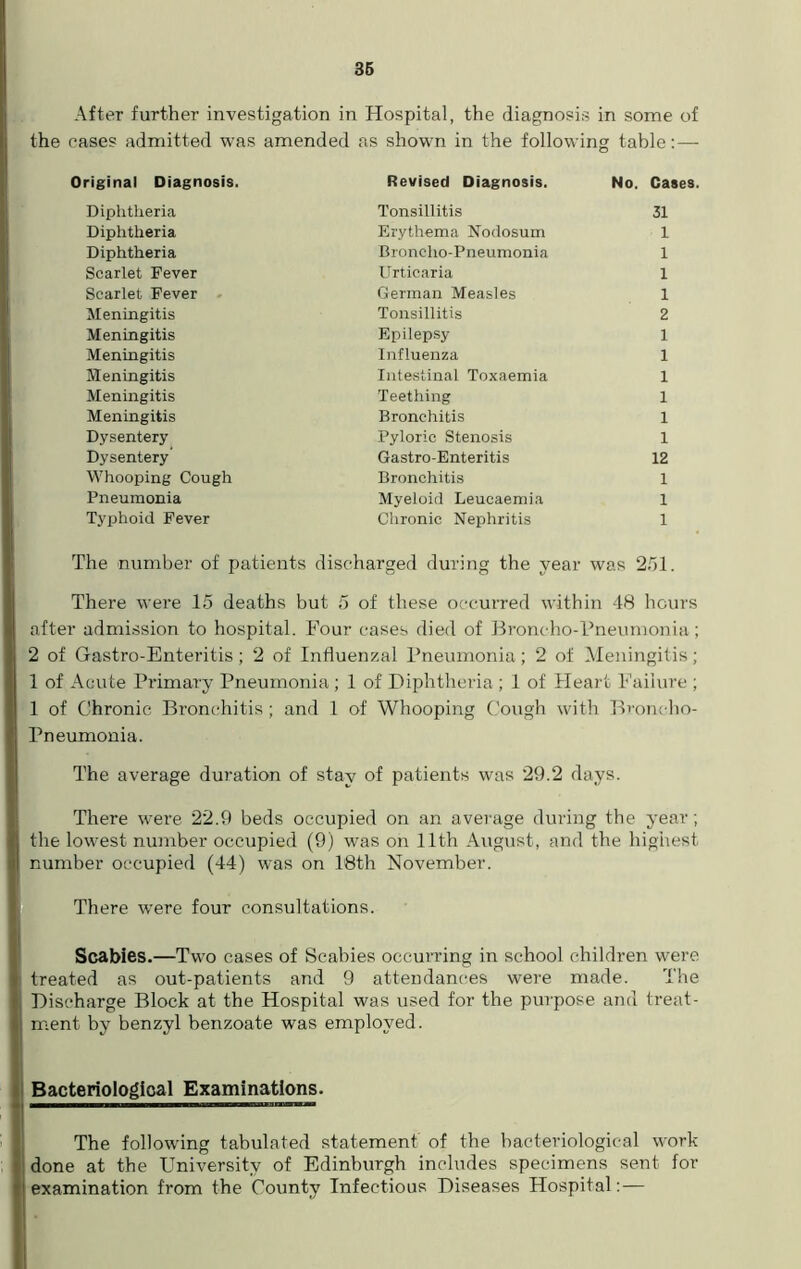 35
After further investigation in Hospital, the diagnosis in some of
the cases admitted was amended as shown in the following table:—
Original Diagnosis. Revised Diagnosis. No. Cases.
Diphtheria Tonsillitis 31
Diphtheria Erythema Nodosum 1
Diphtheria Broncho-Pneumonia 1
Scarlet Fever Urticaria 1
Scarlet Fever German Measles 1
Meningitis Tonsillitis 2
Meningitis Epilepsy 1
Meningitis Influenza 1
Meningitis Intestinal Toxaemia 1
Meningitis Teething 1
Meningitis Bronchitis 1
Dysentery Pyloric Stenosis 1
Dysentery Gastro-Enteritis 12
Whooping Cough Bronchitis 1
Pneumonia Myeloid Leucaemia 1
Typhoid Fever Chronic Nephritis 1
The number of patients discharged during the year was 251.
There were 15 deaths but 5 of these occurred within 48 hours
after admission to hospital. Four cases died of Broncho-Pneumonia;
2 of Gastro-Enteritis; 2 of Influenzal Pneumonia; 2 of Meningitis;
1 of Acute Primary Pneumonia; 1 of Diphtheria; 1 of Heart Failure;
1 of Chronic Bronchitis; and 1 of Whooping Cough with Broncho-
Pneumonia.
The average duration of stay of patients was 29.2 days.
There were 22.9 beds occupied on an average during the year;
the lowest number occupied (9) was on 11th August, and the highest
number occupied (44) was on 18th November.
There were four consultations.
Scabies.—Two cases of Scabies occurring in school children were
treated as out-patients and 9 attendances were made. The
Discharge Block at the Hospital was used for the purpose and treat-
ment by benzyl benzoate was employed.
Bacteriological Examinations.
The following tabulated statement of the bacteriological work
done at the University of Edinburgh includes specimens sent for
examination from the County Infectious Diseases Hospital:—